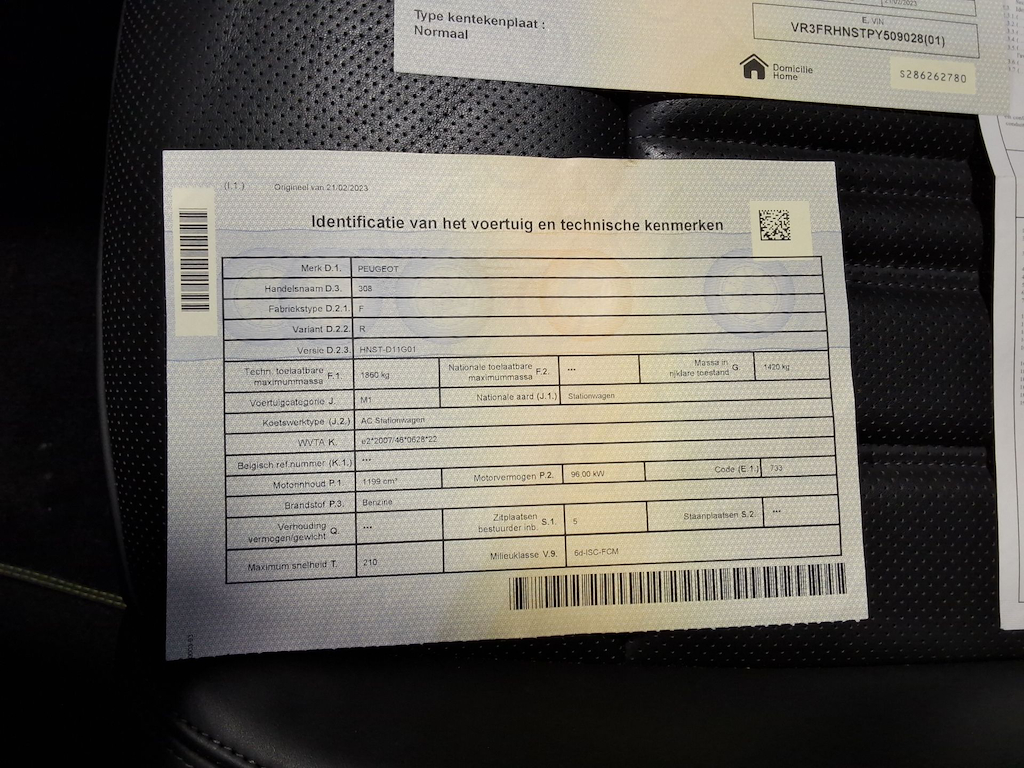 21/02/2023
Type kentekenplaat :
Normaal
E. VIN
VR3FRHNSTPY509028(01)
Domicilie
Home
S286262780
(I.1.) Origineel van 21/02/2023
Identificatie van het voertuig en technische kenmerken
Merk D.1. PEUGEOT
Handelsnaam D.3. 308
Fabriekstype D.2.1. F
Variant D.2.2. R
Versie D.2.3. HNST-D11G01
Techn. toelaatbare maximummassa F.1. 1860 kg Nationale toelaatbare maximummassa F.2. --- Massa in rijklare toestand G. 1420 kg
Voertuigcategorie J. M1 Nationale aard (J.1.) Stationwagen
Koetswerktype (J.2.) AC Stationwagen
WVTA K. e2*2007/46*0628*22
Belgisch ref.nummer (K.1.) ---
Motorinhoud P.1. 1199 cm³ Motorvermogen P.2. 96.00 kW Code (E.1.) 733
Brandstof P.3. Benzine
Verhouding vermogen/gewicht Q. --- Zitplaatsen bestuurder inb. S.1. 5 Staanplaatsen S.2. ---
Maximum snelheid T. 210 Milieuklasse V.9. 6d-ISC-FCM